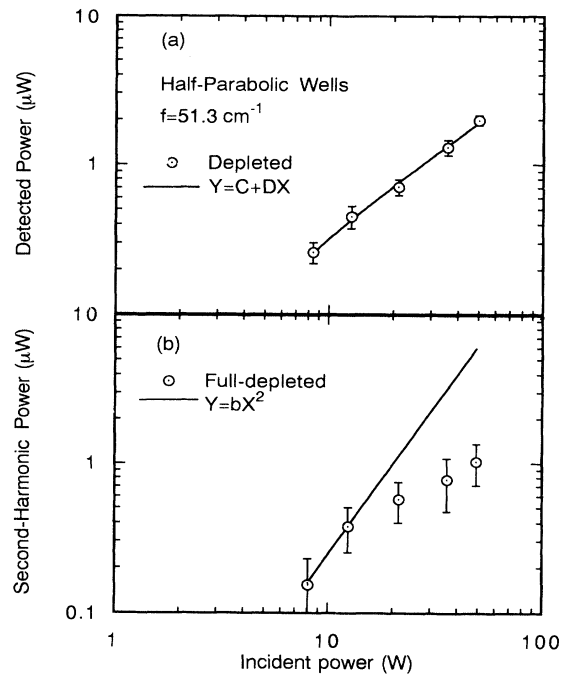 10
(a)
Half-Parabolic Wells
f=51.3 cm⁻¹
Detected Power (μW)
1
Depleted
Y=C+DX
10
(b)
Full-depleted
Y=bX²
Second-Harmonic Power (μW)
1
0.1
1 10 100
Incident power (W)